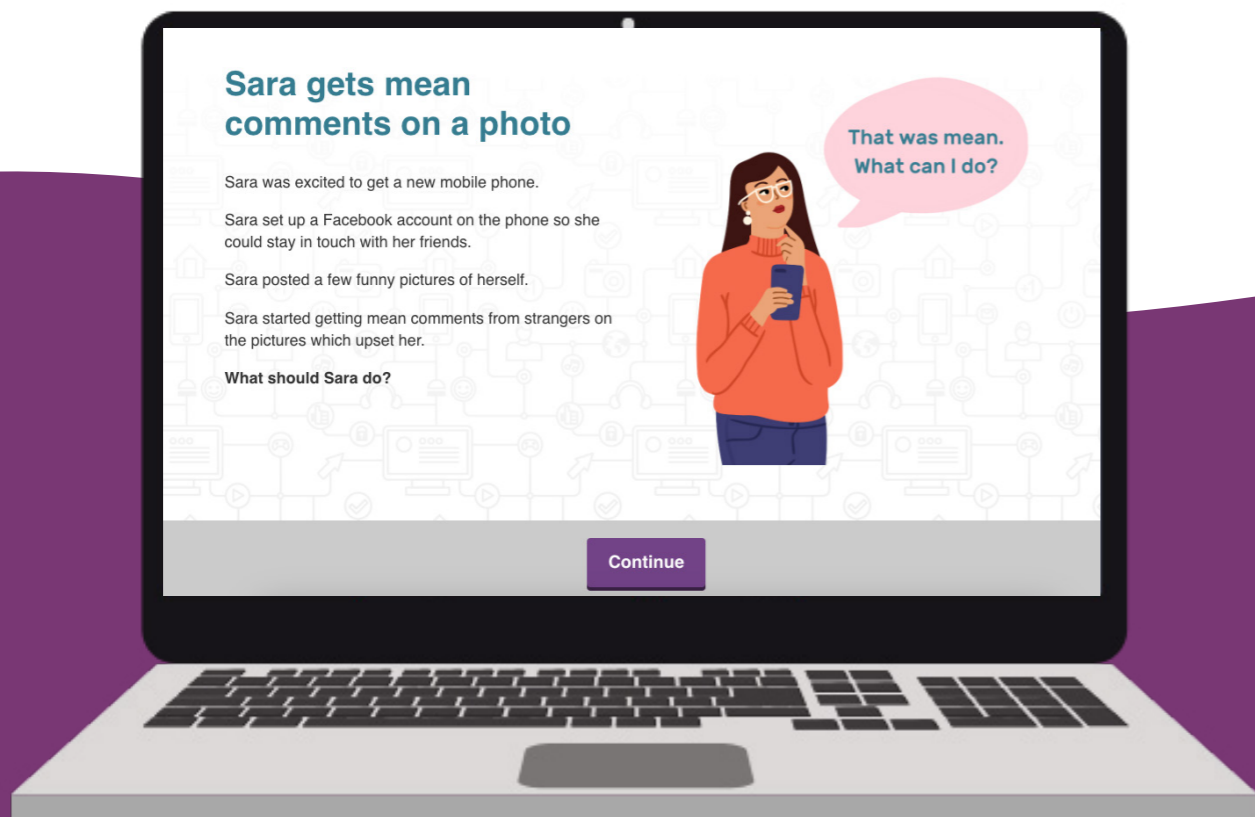 Sara gets mean
comments on a photo
Sara was excited to get a new mobile phone.
Sara set up a Facebook account on the phone so she
could stay in touch with her friends.
Sara posted a few funny pictures of herself.
Sara started getting mean comments from strangers on
the pictures which upset her.
What should Sara do?
That was mean.
What can I do?
Continue